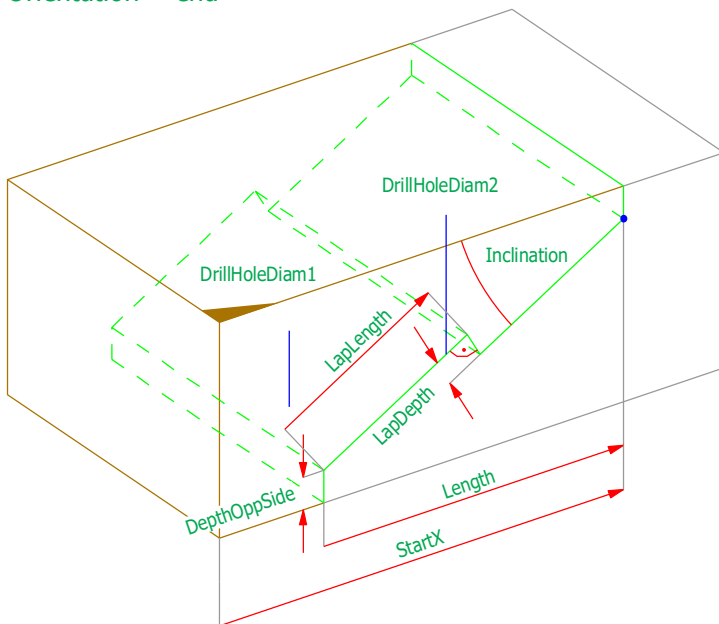 DrillHoleDiam2
Inclination
DrillHoleDiam1
LapLength
LapDepth
DepthOppSide
Length
StartX